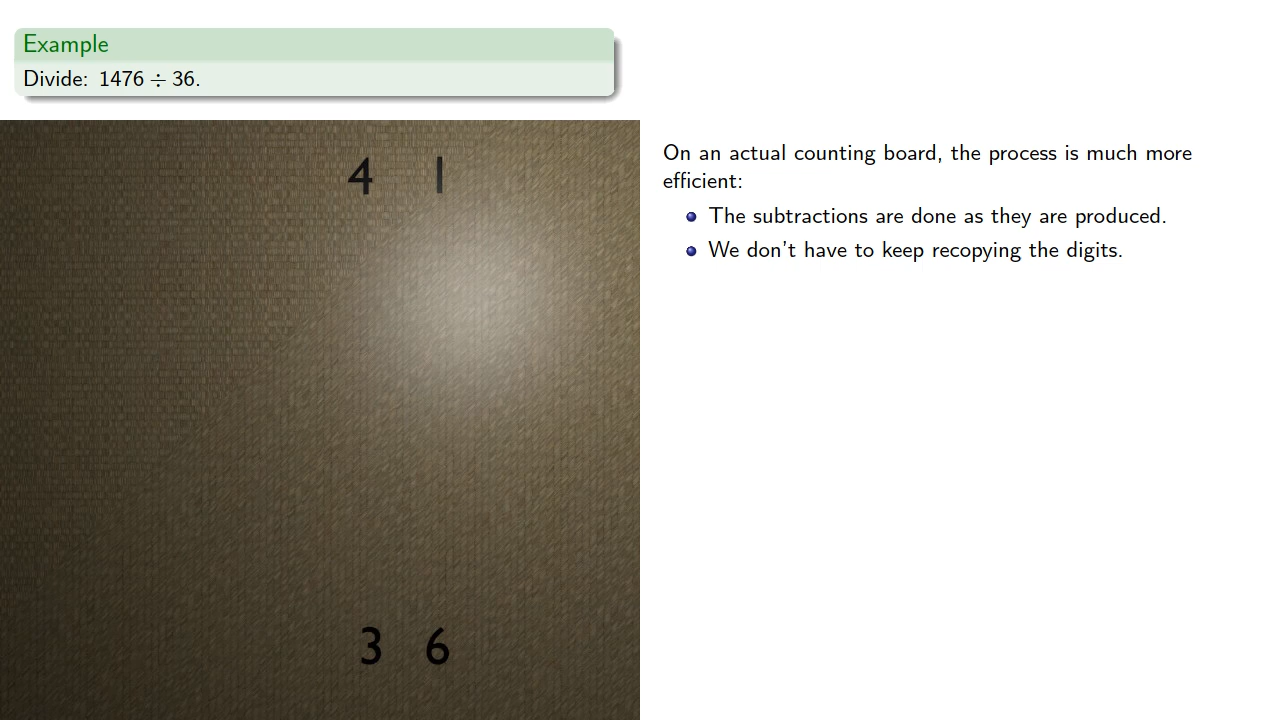 Example
Divide: 1476 ÷ 36.
4 1
3 6
On an actual counting board, the process is much more
efficient:
The subtractions are done as they are produced.
We don't have to keep recopying the digits.